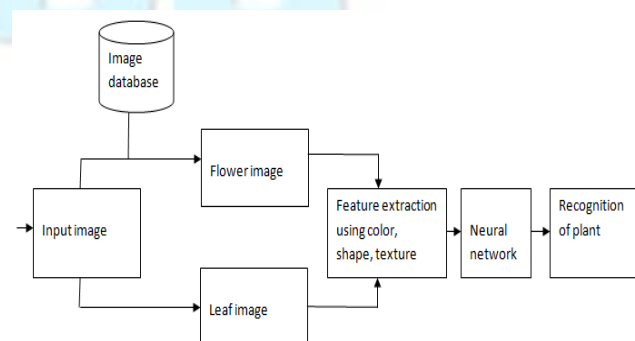 Image
database
Flower image
Input image
Feature extraction
using color,
shape, texture
Neural
network
Recognition
of plant
Leaf image